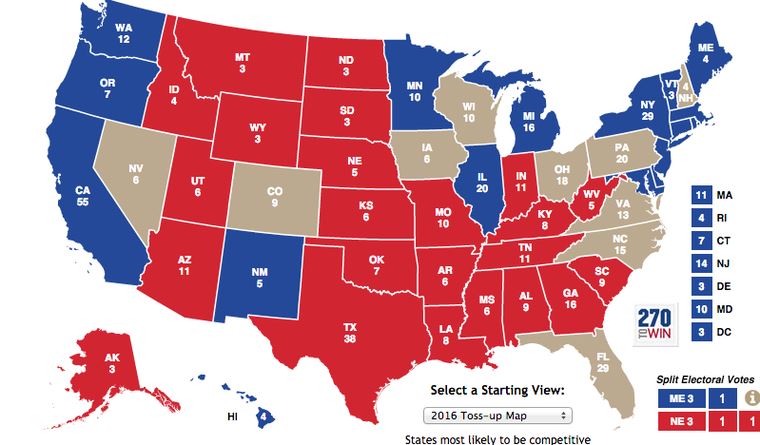 WA
12
OR
7
CA
55
NV
6
ID
4
MT
3
WY
3
UT
6
AZ
11
CO
9
NM
5
ND
3
SD
3
NE
5
KS
6
OK
7
TX
38
MN
10
IA
6
MO
10
AR
6
LA
8
WI
10
IL
20
MI
16
IN
11
OH
18
KY
8
TN
11
MS
6
AL
9
GA
16
FL
29
SC
9
NC
15
VA
13
WV
5
PA
20
NY
29
VT
3
4
NH
ME
4
AK
3
HI
4
11 MA
4 RI
7 CT
14 NJ
3 DE
10 MD
3 DC
270
TO WIN
Select a Starting View:
2016 Toss-up Map
States most likely to be competitive
Split Electoral Votes
ME 3 1 i
NE 3 1 1